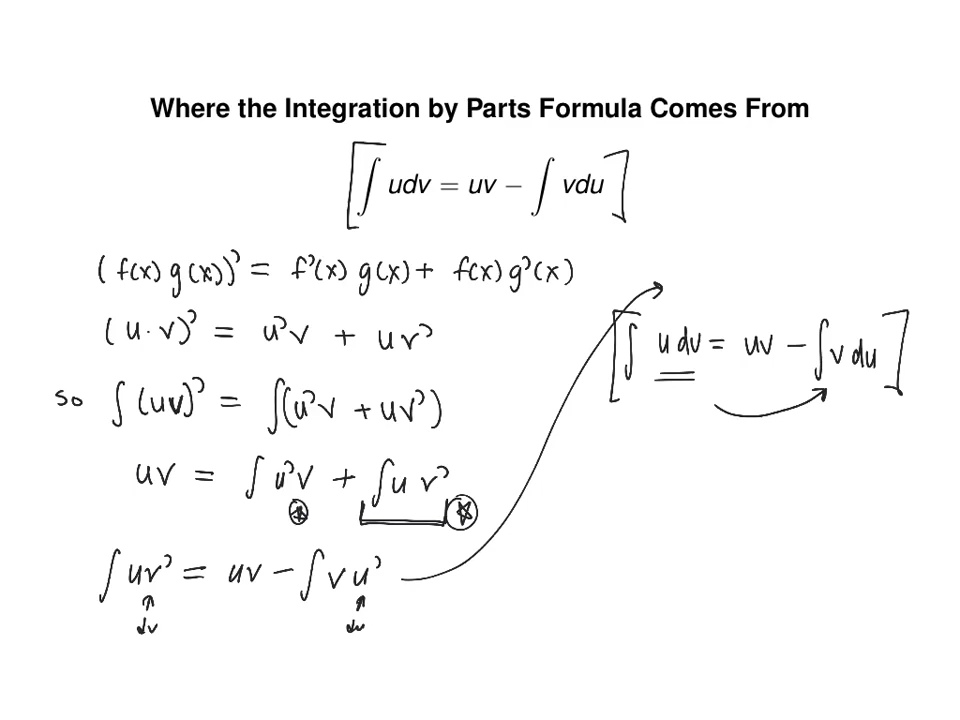 Where the Integration by Parts Formula Comes From
[∫ udv = uv − ∫ vdu]
(f(x) g(x))' = f'(x) g(x) + f(x) g'(x)
(u · v)' = u'v + uv'
so ∫(uv)' = ∫(u'v + uv')
uv = ∫ u'v + ∫ u v'
∫ uv' = uv − ∫ v u'
dv du
[∫ u dv = uv − ∫ v du]